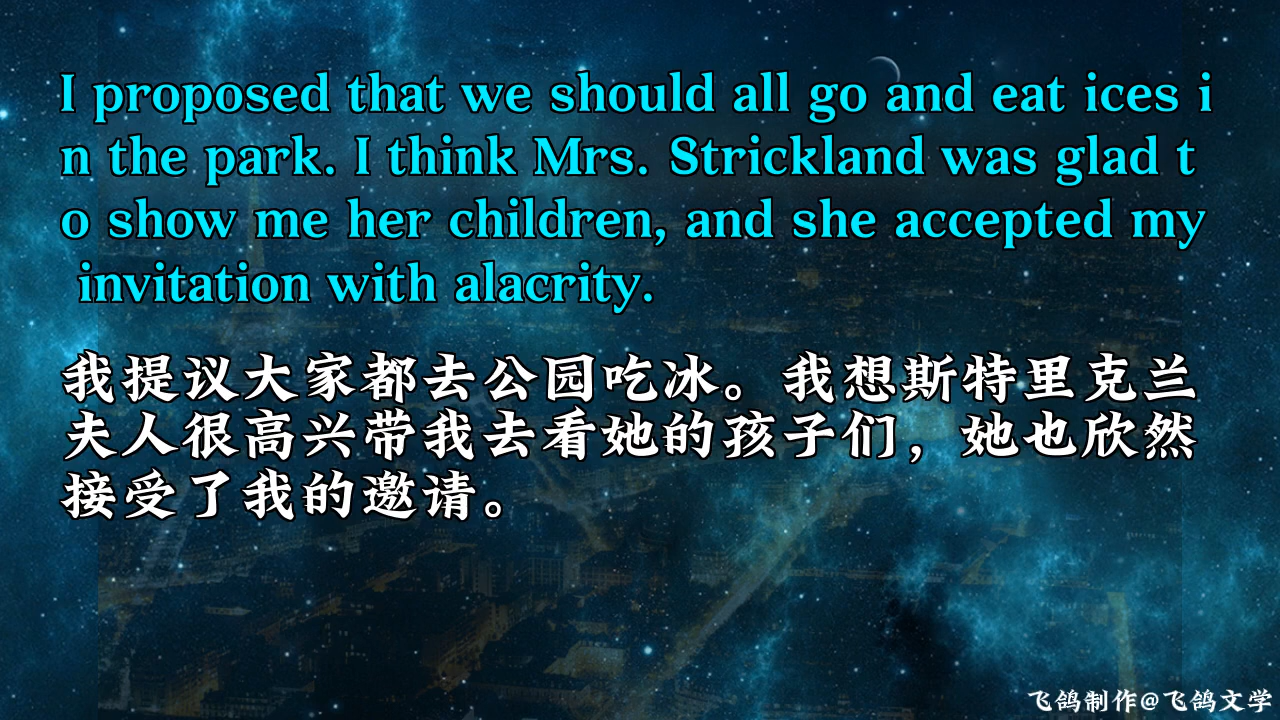 I proposed that we should all go and eat ices i
n the park. I think Mrs. Strickland was glad t
o show me her children, and she accepted my
invitation with alacrity.
我提议大家都去公园吃冰。我想斯特里克兰
夫人很高兴带我去看她的孩子们，她也欣然
接受了我的邀请。
飞鸽制作@飞鸽文学